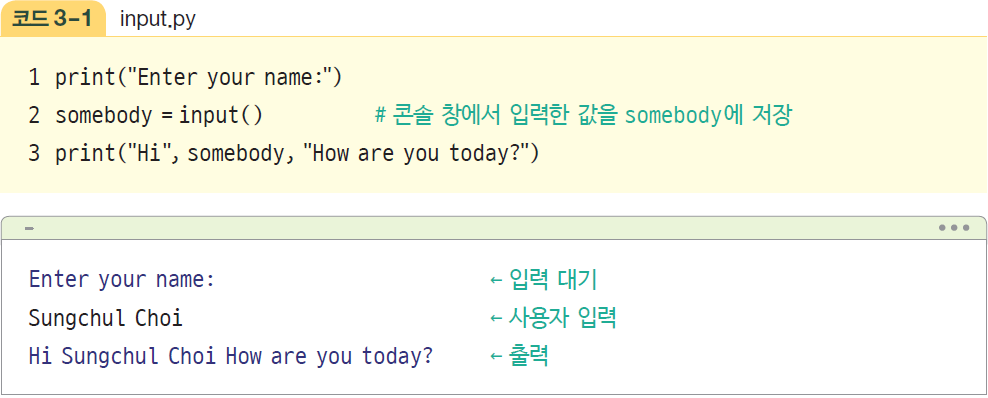 코드 3-1 input.py
1 print("Enter your name:")
2 somebody = input() # 콘솔 창에서 입력한 값을 somebody에 저장
3 print("Hi", somebody, "How are you today?")
Enter your name: ← 입력 대기
Sungchul Choi ← 사용자 입력
Hi Sungchul Choi How are you today? ← 출력